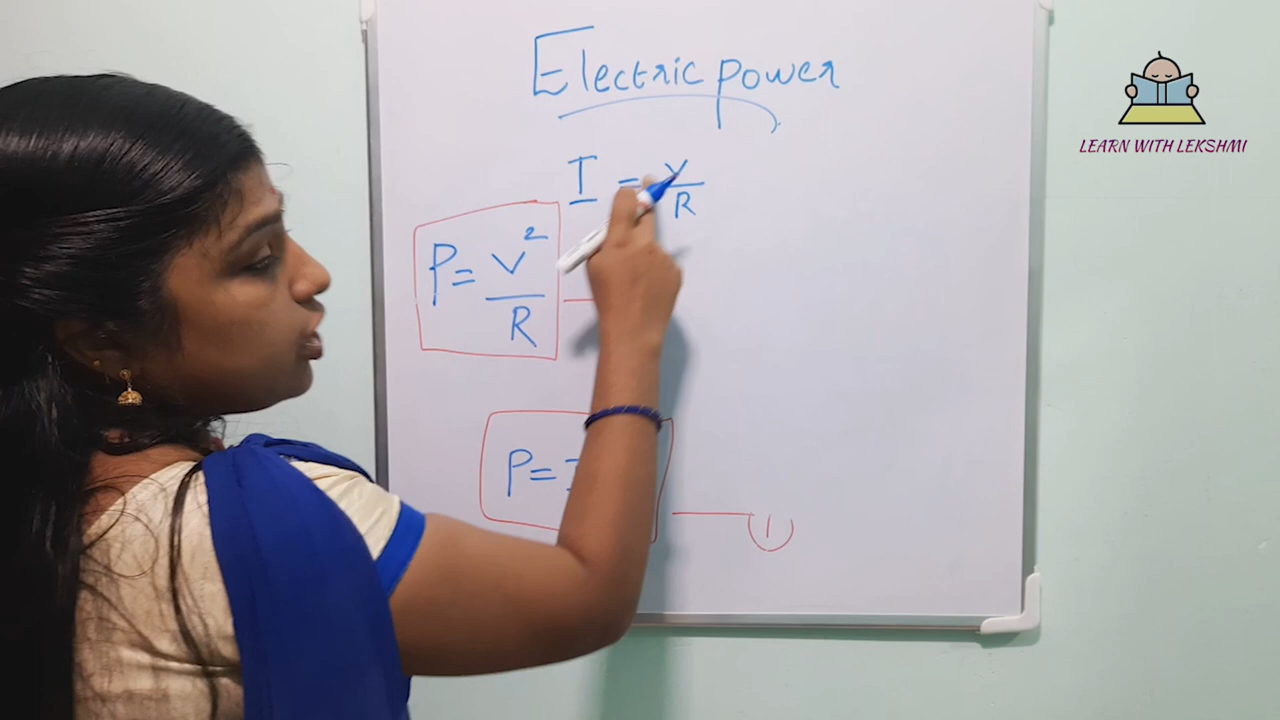 Electric power
I = V/R
P = V²/R
P = I
1
LEARN WITH LEKSHMI